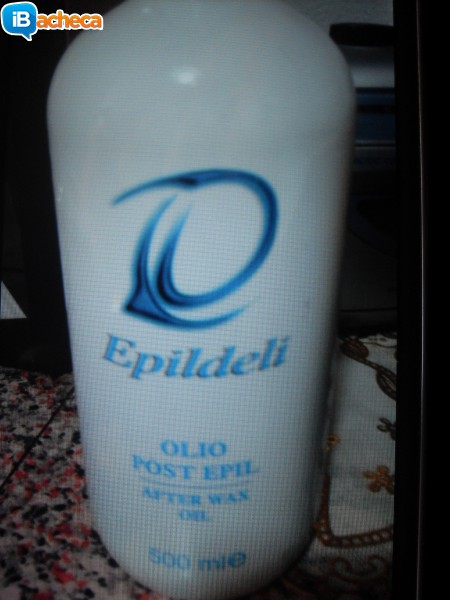 iBacheca
Epildeli
OLIO
POST EPIL
AFTER WAX
OIL
500 ml e